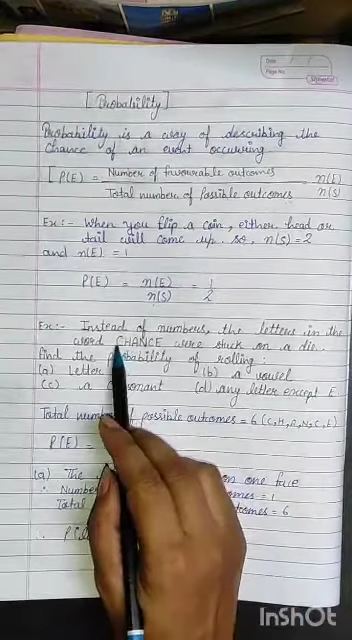 Date
Page No.
[Probability]
Probability is a way of describing the
chance of an event occurring.
[P(E) = Number of favourable outcomes n(E)
Total number of possible outcomes n(S)
Ex:- When you flip a coin, either head or
tail will come up. so, n(S) = 2
and n(E) = 1
P(E) = n(E) = 1
n(S) 2
Ex:- Instead of numbers, the letters in the
word CHANCE were stuck on a die.
Find the probability of rolling:
(a) Letter (b) a vowel
(c) a (d) any letter except E
Total of possible outcomes = 6 (C, H, A, N, C, E)
P(E) =
(a) The on one face
∴ = 1
Total = 6
∴
InShOt